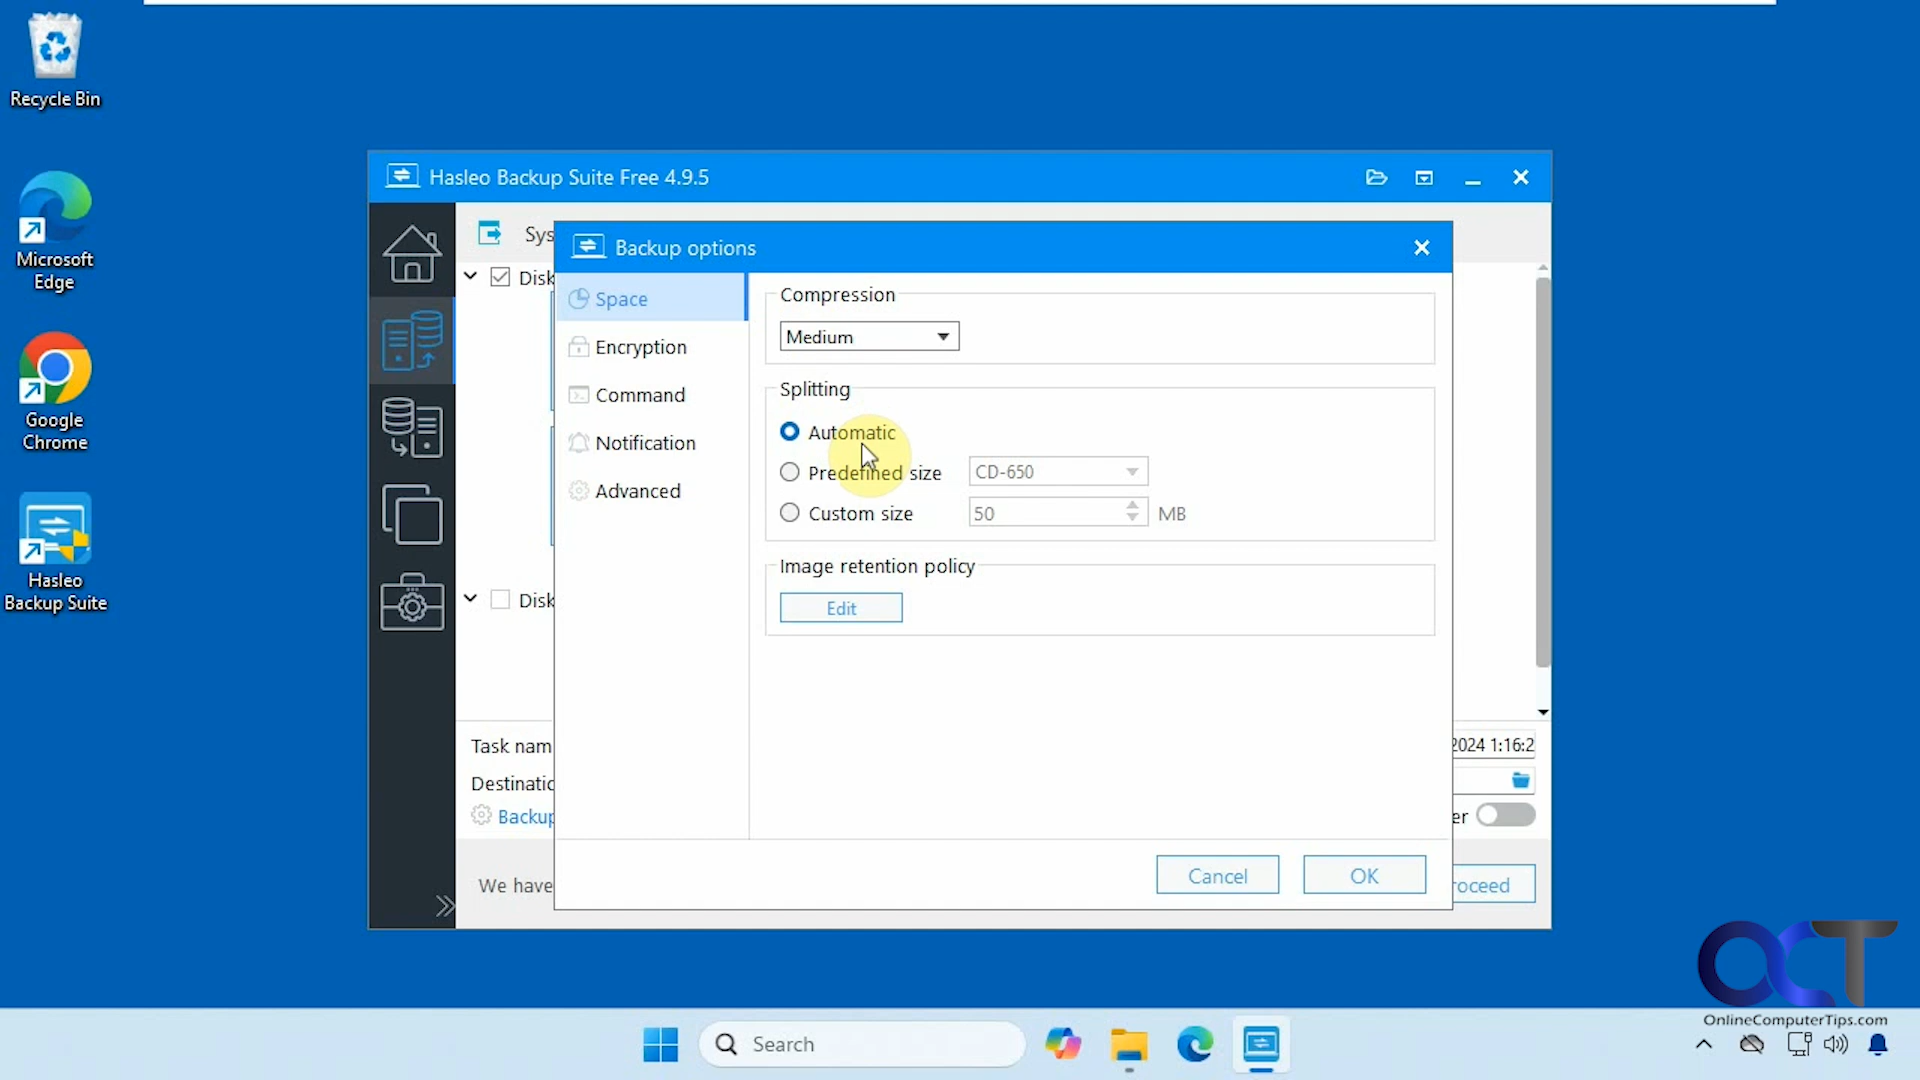 Recycle Bin
Microsoft
Edge
Google
Chrome
Hasleo
Backup Suite
Hasleo Backup Suite Free 4.9.5
Sys
Disk
Disk
Backup options
Space
Encryption
Command
Notification
Advanced
Compression
Medium
Splitting
Automatic
Predefined size CD-650
Custom size 50 MB
Image retention policy
Edit
Cancel OK
Task nam
2024 1:16:2
Destinatio
Backup
er
We have
roceed
OCT
OnlineComputerTips.com
Search